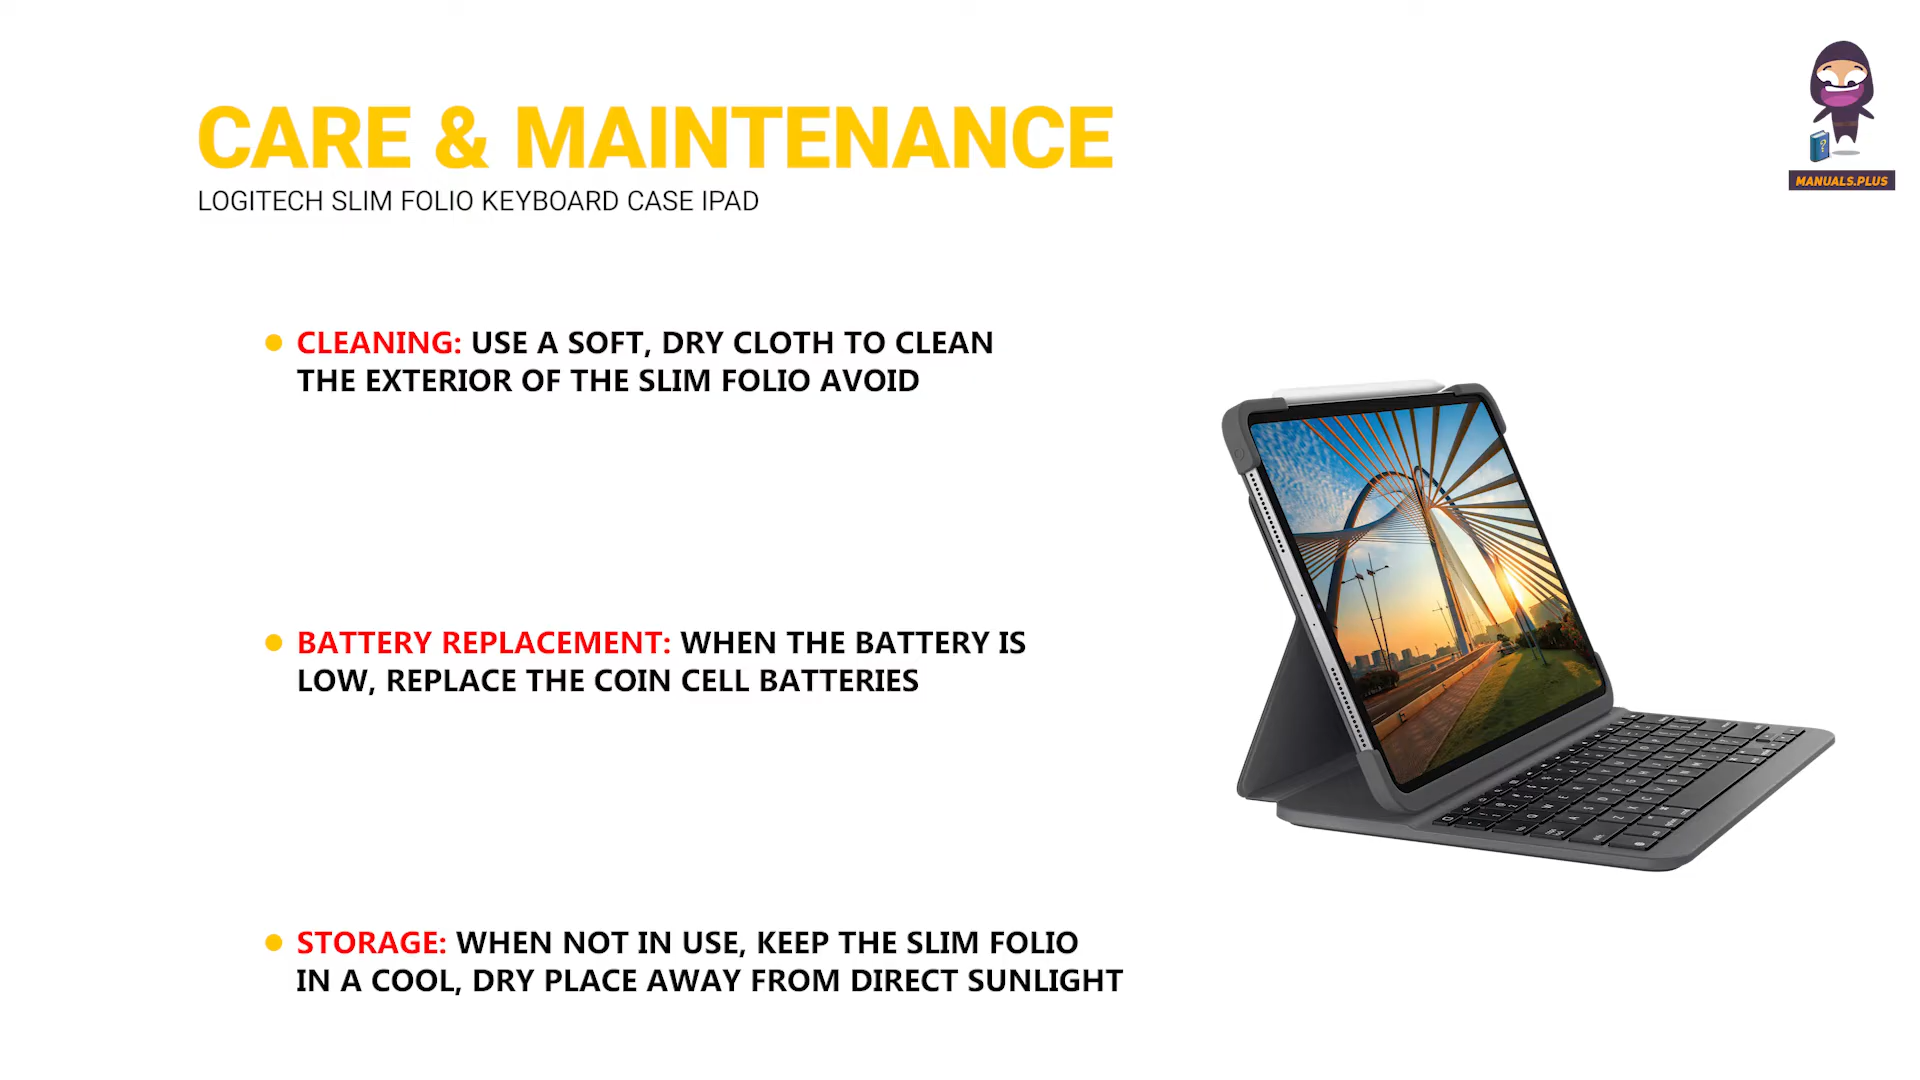 CARE & MAINTENANCE
LOGITECH SLIM FOLIO KEYBOARD CASE IPAD
MANUALS.PLUS
CLEANING: USE A SOFT, DRY CLOTH TO CLEAN
THE EXTERIOR OF THE SLIM FOLIO AVOID
BATTERY REPLACEMENT: WHEN THE BATTERY IS
LOW, REPLACE THE COIN CELL BATTERIES
STORAGE: WHEN NOT IN USE, KEEP THE SLIM FOLIO
IN A COOL, DRY PLACE AWAY FROM DIRECT SUNLIGHT